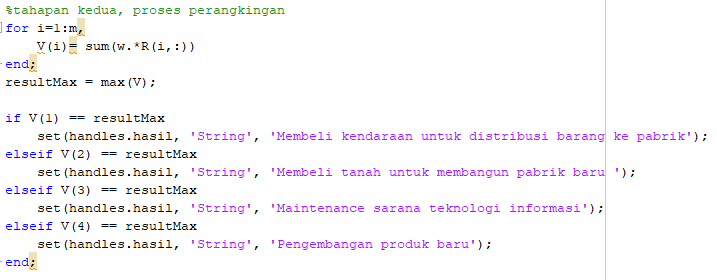 %tahapan kedua, proses perangkingan
for i=1:m,
    V(i)= sum(w.*R(i,:))
end;
resultMax = max(V);

if V(1) == resultMax
    set(handles.hasil, 'String', 'Membeli kendaraan untuk distribusi barang ke pabrik');
elseif V(2) == resultMax
    set(handles.hasil, 'String', 'Membeli tanah untuk membangun pabrik baru ');
elseif V(3) == resultMax
    set(handles.hasil, 'String', 'Maintenance sarana teknologi informasi');
elseif V(4) == resultMax
    set(handles.hasil, 'String', 'Pengembangan produk baru');
end;